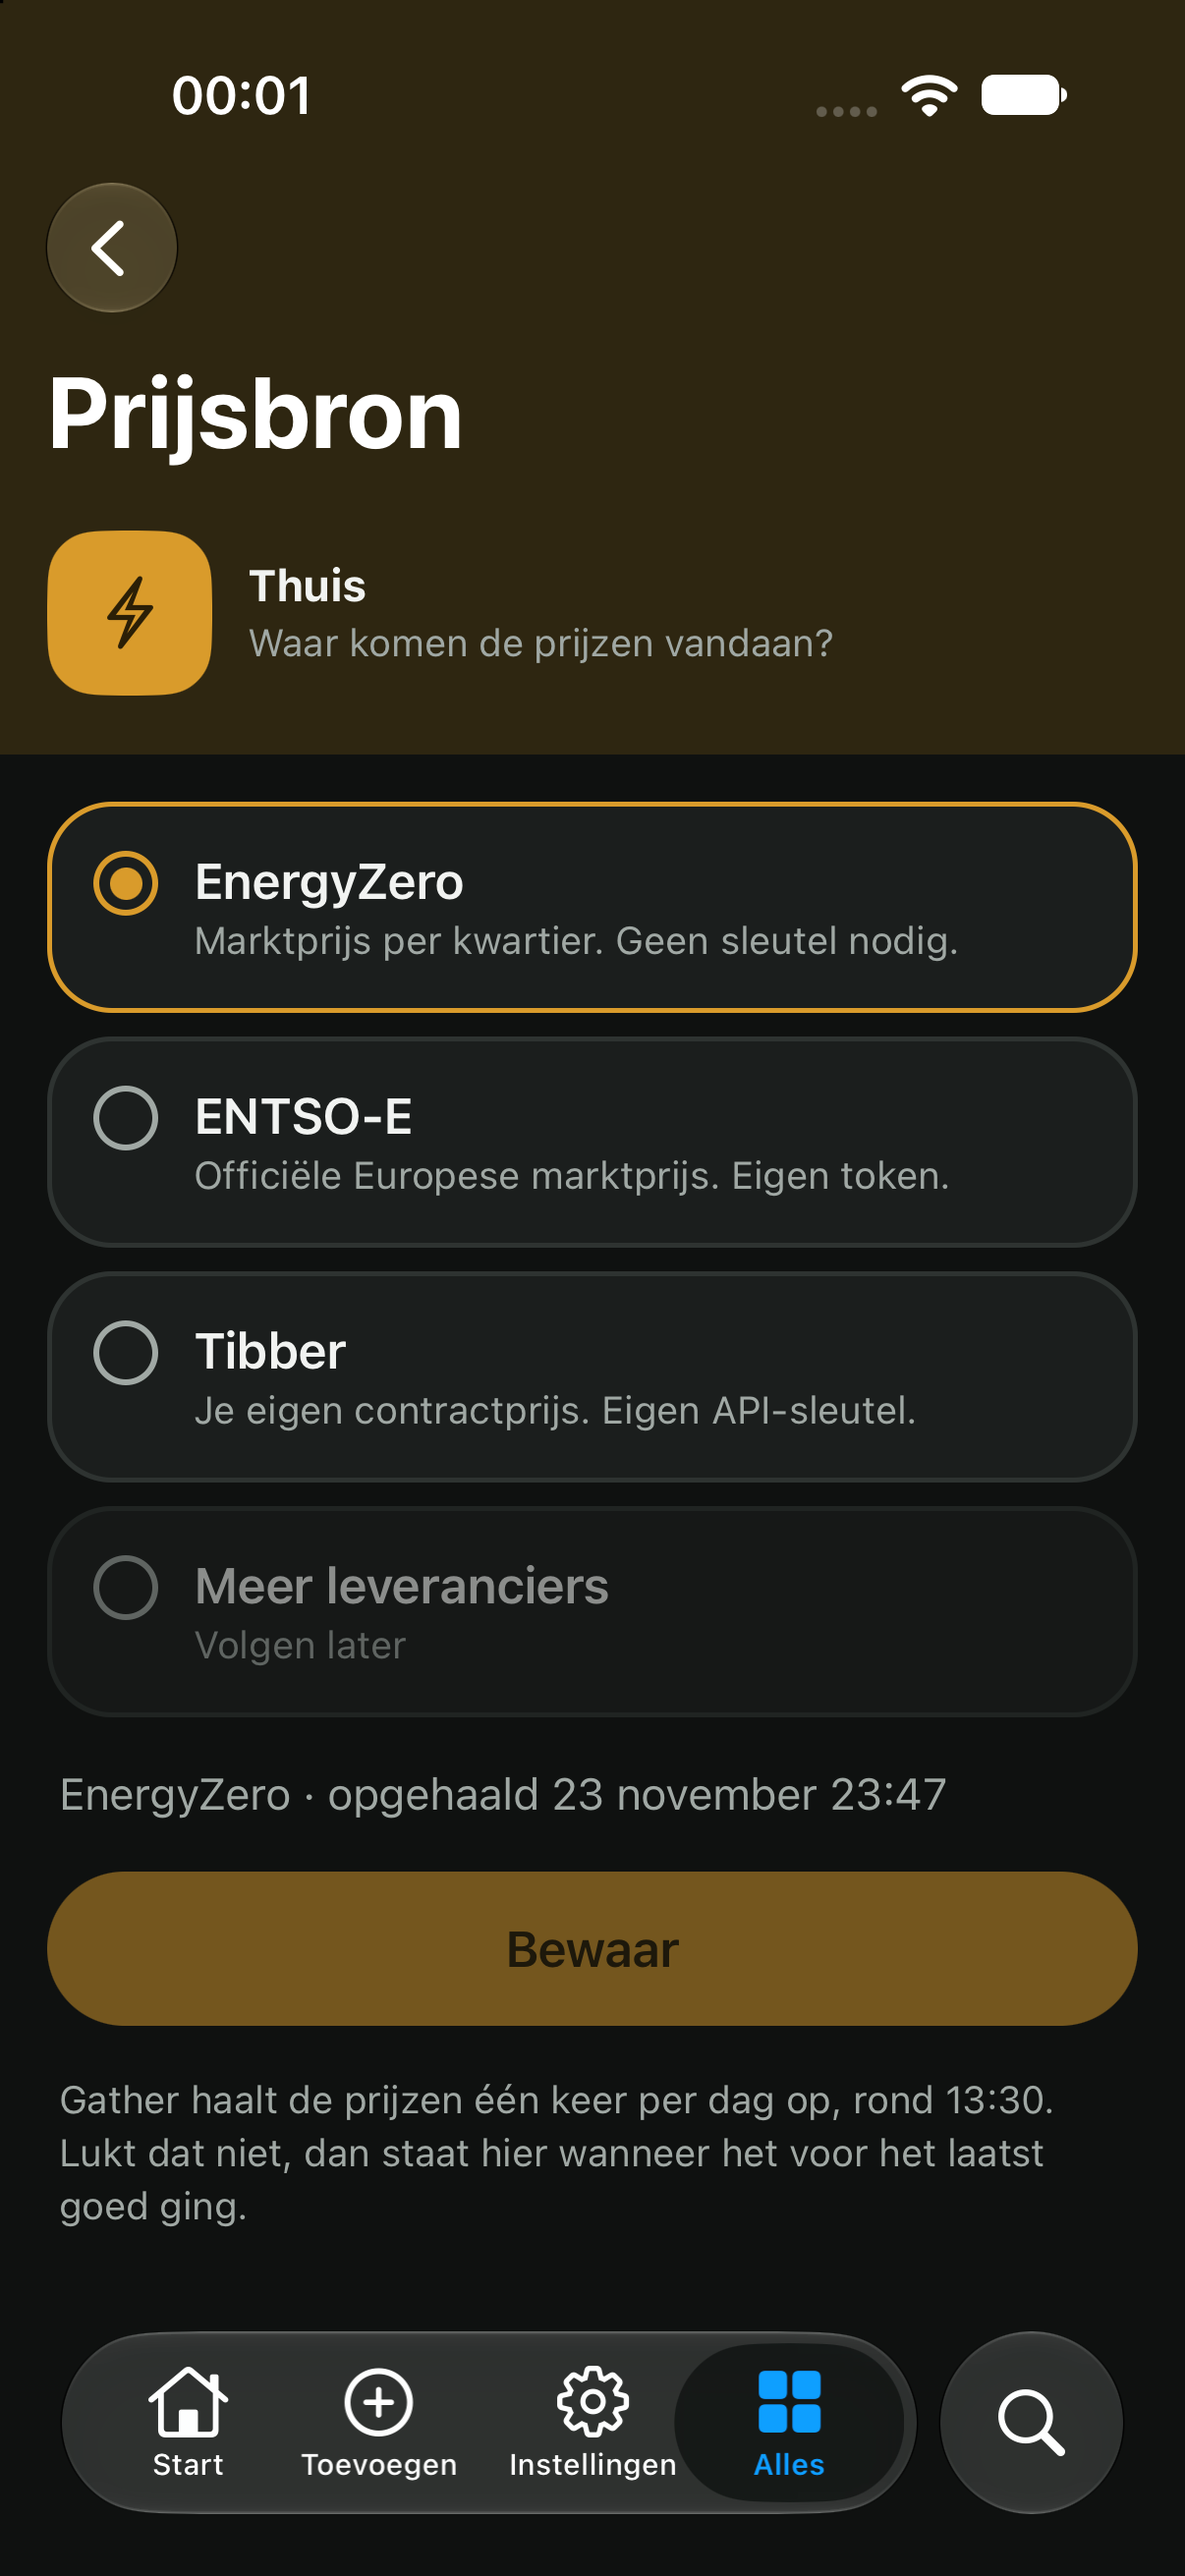 00:01
Prijsbron
Thuis
Waar komen de prijzen vandaan?
EnergyZero
Marktprijs per kwartier. Geen sleutel nodig.
ENTSO-E
Officiële Europese marktprijs. Eigen token.
Tibber
Je eigen contractprijs. Eigen API-sleutel.
Meer leveranciers
Volgen later
EnergyZero · opgehaald 23 november 23:47
Bewaar
Gather haalt de prijzen één keer per dag op, rond 13:30.
Lukt dat niet, dan staat hier wanneer het voor het laatst
goed ging.
Start
Toevoegen
Instellingen
Alles